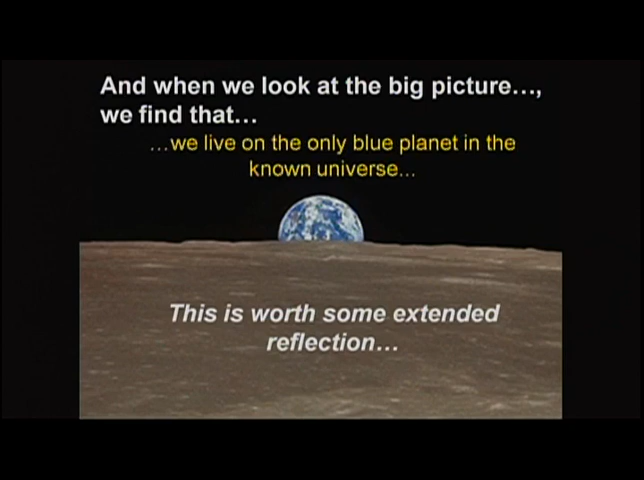 And when we look at the big picture…,
we find that…
…we live on the only blue planet in the
known universe…
This is worth some extended
reflection…